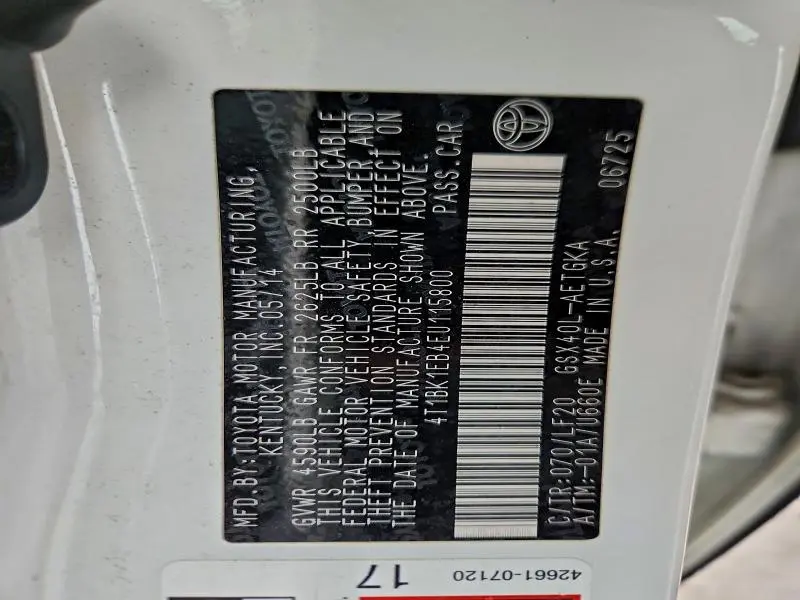 MFD.BY:TOYOTA MOTOR MANUFACTURING,
KENTUCKY, INC.05/14
GVWR 4590LB GAWR FR 2625LB RR 2500LB
THIS VEHICLE CONFORMS TO ALL APPLICABLE
FEDERAL MOTOR VEHICLE SAFETY,BUMPER,AND
THEFT PREVENTION STANDARDS IN EFFECT ON
THE DATE OF MANUFACTURE SHOWN ABOVE.
4T1BK1EB4EU115800 PASS.CAR
C/TR:070/LF20 GSX40L-AETGKA
A/TM:-01A/U660E MADE IN U.S.A. 06725
42661-07120
17